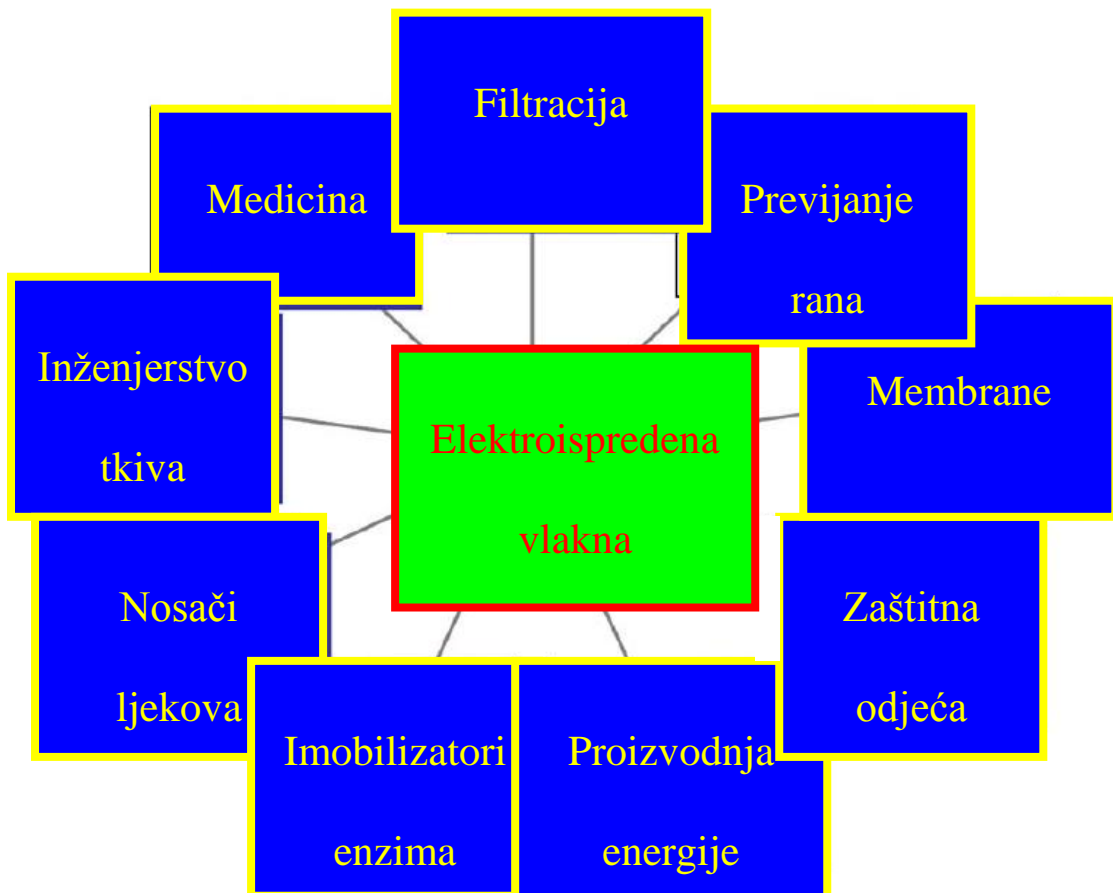 Filtracija
Medicina
Previjanje
rana
Inženjerstvo
tkiva
Membrane
Elektroispredena
vlakna
Nosači
ljekova
Zaštitna
odjeća
Imobilizatori
enzima
Proizvodnja
energije